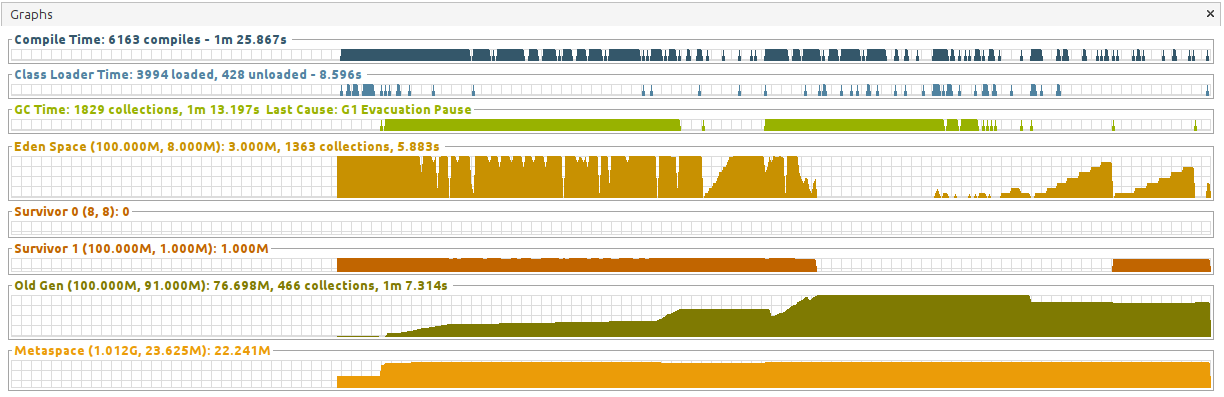 Graphs
Compile Time: 6163 compiles - 1m 25.867s
Class Loader Time: 3994 loaded, 428 unloaded - 8.596s
GC Time: 1829 collections, 1m 13.197s Last Cause: G1 Evacuation Pause
Eden Space (100.000M, 8.000M): 3.000M, 1363 collections, 5.883s
Survivor 0 (8, 8): 0
Survivor 1 (100.000M, 1.000M): 1.000M
Old Gen (100.000M, 91.000M): 76.698M, 466 collections, 1m 7.314s
Metaspace (1.012G, 23.625M): 22.241M